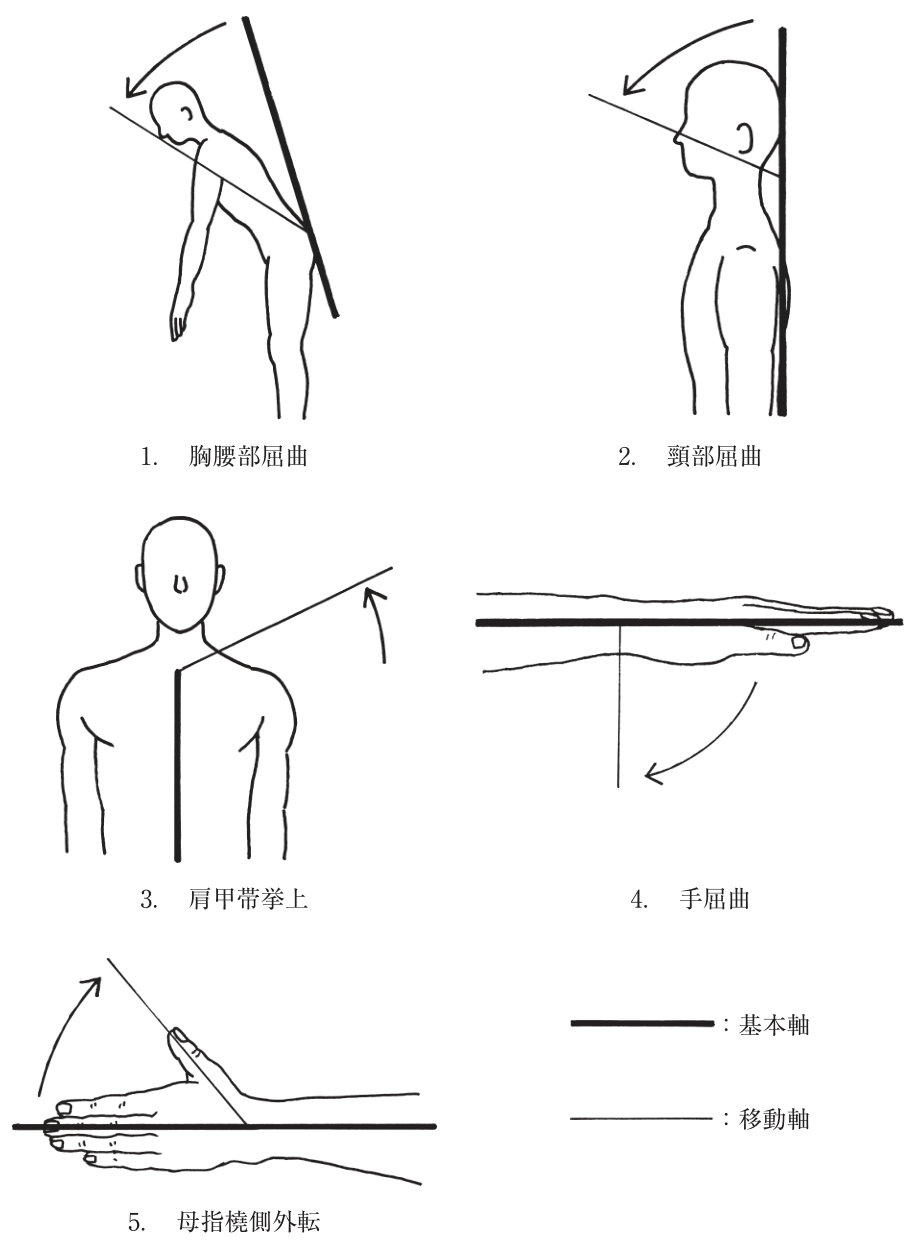 1. 胸腰部屈曲
2. 頸部屈曲
3. 肩甲帯挙上
4. 手屈曲
：基本軸
：移動軸
5. 母指橈側外転